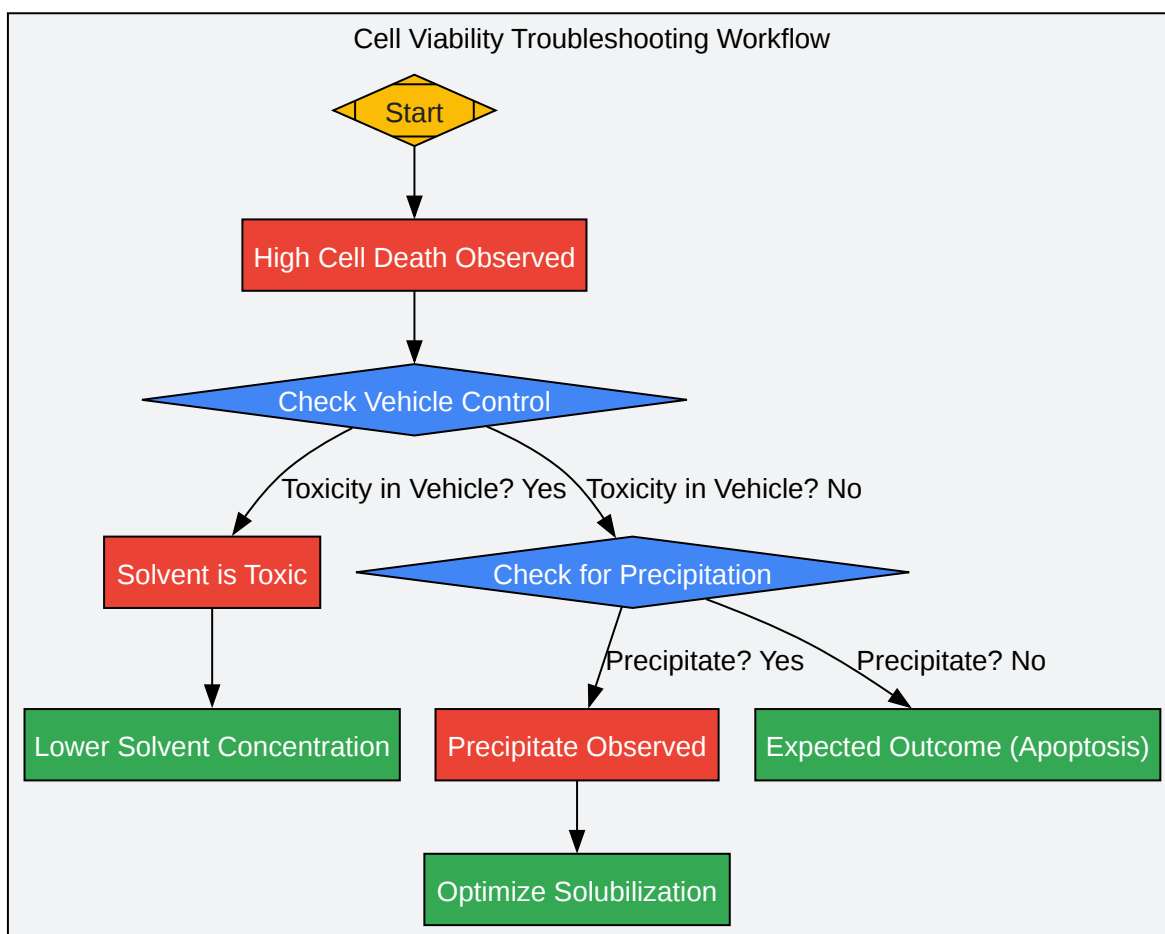 Cell Viability Troubleshooting Workflow
Start
High Cell Death Observed
Check Vehicle Control
Toxicity in Vehicle? Yes
Toxicity in Vehicle? No
Solvent is Toxic
Check for Precipitation
Precipitate? Yes
Precipitate? No
Lower Solvent Concentration
Precipitate Observed
Expected Outcome (Apoptosis)
Optimize Solubilization